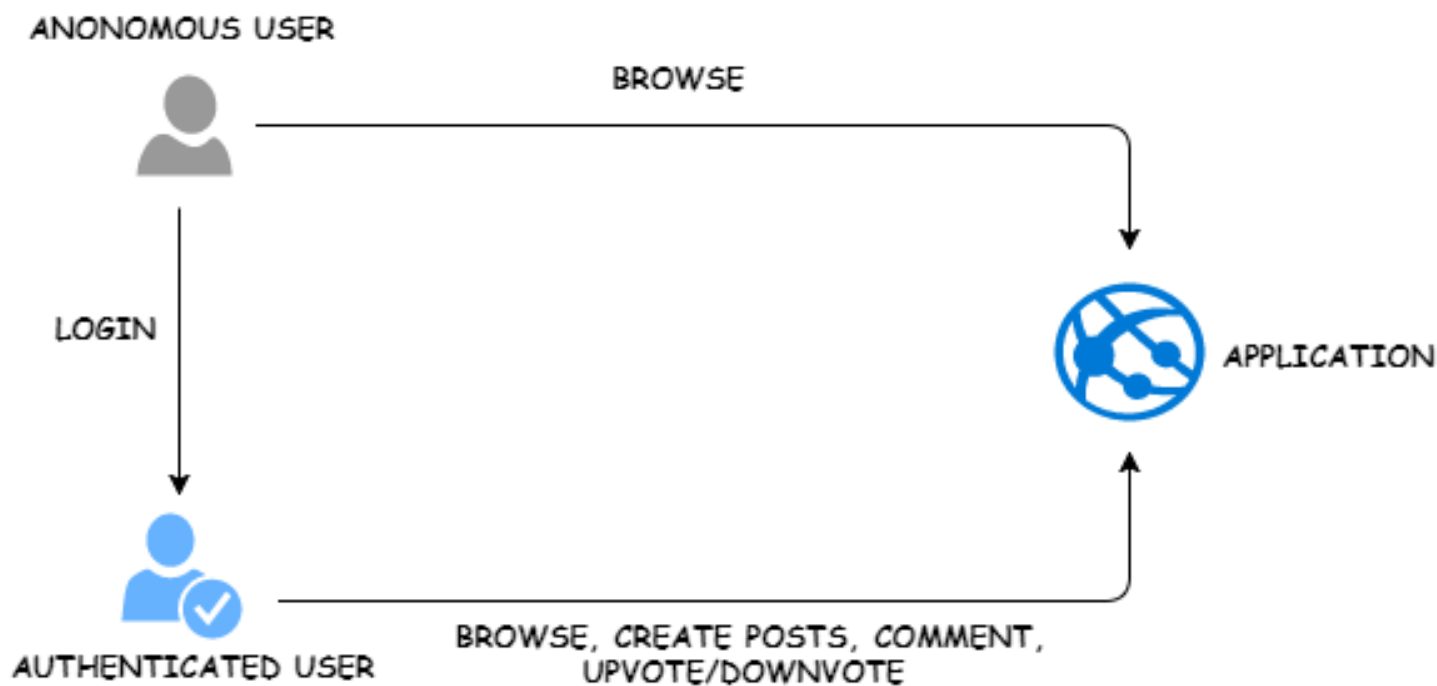 ANONOMOUS USER
BROWSE
LOGIN
APPLICATION
BROWSE, CREATE POSTS, COMMENT,
UPVOTE/DOWNVOTE
AUTHENTICATED USER